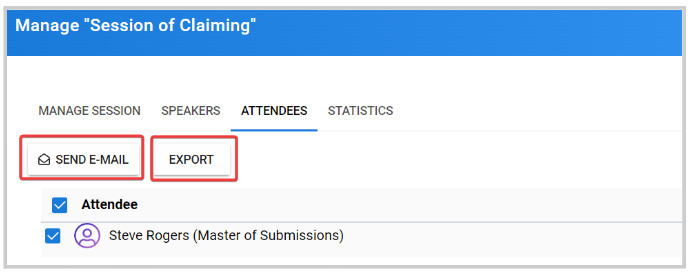 Manage "Session of Claiming"
MANAGE SESSION SPEAKERS ATTENDEES STATISTICS
SEND E-MAIL EXPORT
Attendee
Steve Rogers (Master of Submissions)